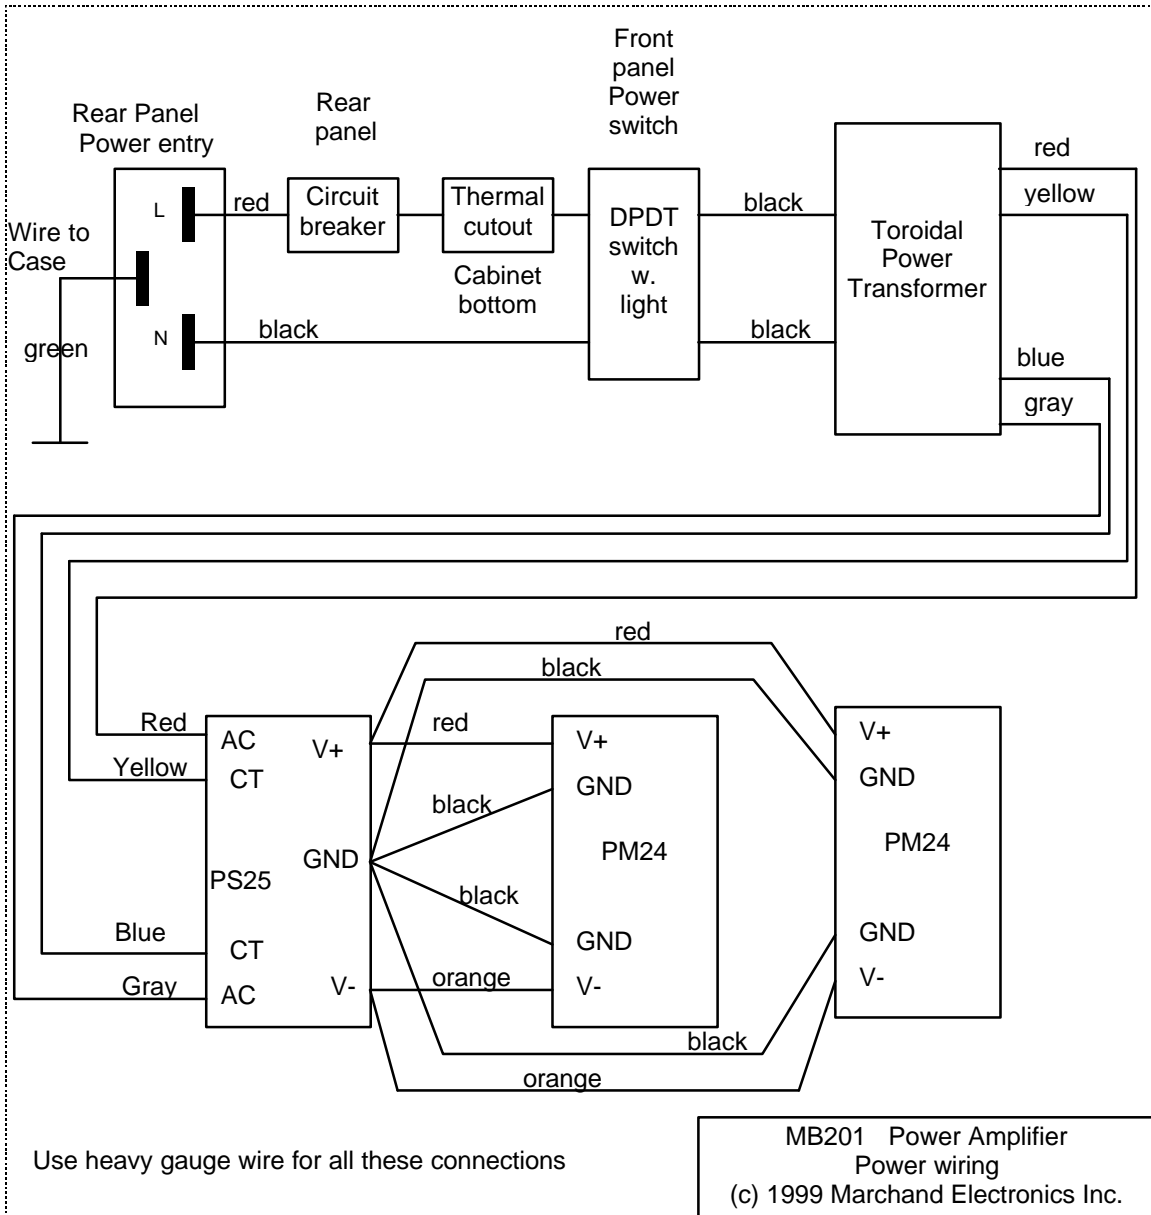 Front
panel
Power
switch
Rear Panel
Power entry
Rear
panel
L
red
Circuit
breaker
Thermal
cutout
Cabinet
bottom
DPDT
switch
w.
light
black
Toroidal
Power
Transformer
red
yellow
Wire to
Case
green
N
black
black
blue
gray
red
black
Red
Yellow
AC
CT
V+
red
V+
GND
black
V+
GND
GND
PS25
PM24
PM24
black
Blue
Gray
CT
AC
V-
orange
GND
V-
GND
V-
black
orange
Use heavy gauge wire for all these connections
MB201 Power Amplifier
Power wiring
(c) 1999 Marchand Electronics Inc.